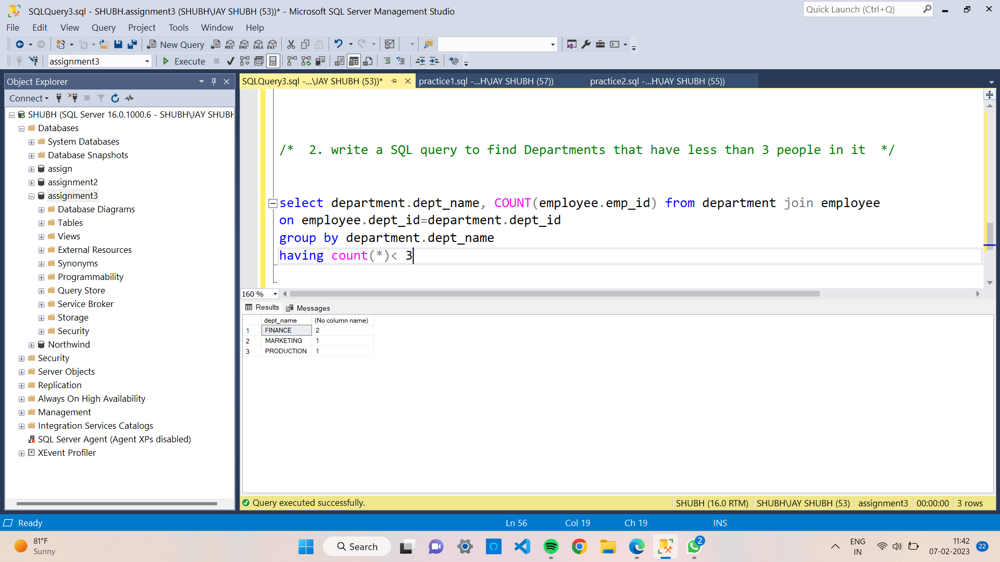 SQLQuery3.sql - SHUBH.assignment3 (SHUBH\JAY SHUBH (53))* - Microsoft SQL Server Management Studio
Quick Launch (Ctrl+Q)
File Edit View Query Project Tools Window Help
New Query MDX DMX XMLA DAX
assignment3 Execute
Object Explorer
SQLQuery3.sql -...\JAY SHUBH (53))* practice1.sql -...H\JAY SHUBH (57)) practice2.sql -...H\JAY SHUBH (55))
Connect
SHUBH (SQL Server 16.0.1000.6 - SHUBH\JAY SHUBH
Databases
System Databases
Database Snapshots
assign
assignment2
assignment3
Database Diagrams
Tables
Views
External Resources
Synonyms
Programmability
Query Store
Service Broker
Storage
Security
Northwind
Security
Server Objects
Replication
Always On High Availability
Management
Integration Services Catalogs
SQL Server Agent (Agent XPs disabled)
XEvent Profiler
/*  2. write a SQL query to find Departments that have less than 3 people in it  */
select department.dept_name, COUNT(employee.emp_id) from department join employee
on employee.dept_id=department.dept_id
group by department.dept_name
having count(*)< 3
160 %
Results Messages
dept_name (No column name)
1 FINANCE 2
2 MARKETING 1
3 PRODUCTION 1
Query executed successfully. SHUBH (16.0 RTM) SHUBH\JAY SHUBH (53) assignment3 00:00:00 3 rows
Ready Ln 56 Col 19 Ch 19 INS
81°F
Sunny
Search
2
ENG
IN
11:42
07-02-2023
22